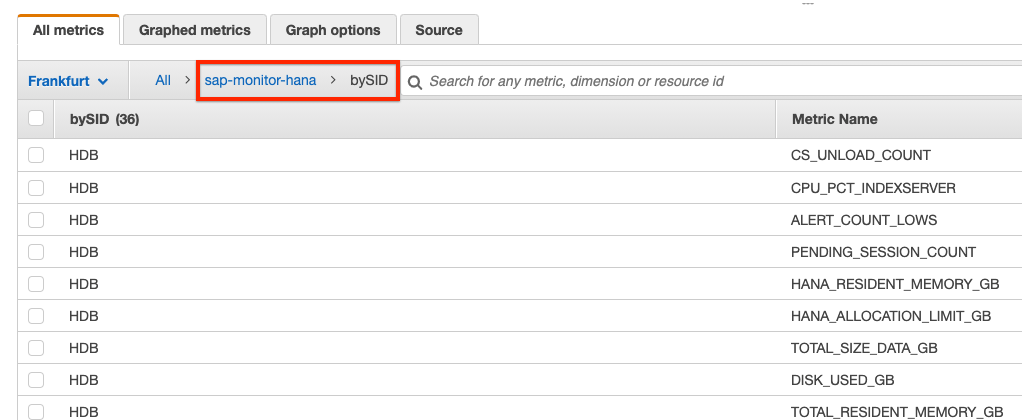 All metrics Graphed metrics Graph options Source
Frankfurt All > sap-monitor-hana > bySID Search for any metric, dimension or resource id
bySID (36) Metric Name
HDB CS_UNLOAD_COUNT
HDB CPU_PCT_INDEXSERVER
HDB ALERT_COUNT_LOWS
HDB PENDING_SESSION_COUNT
HDB HANA_RESIDENT_MEMORY_GB
HDB HANA_ALLOCATION_LIMIT_GB
HDB TOTAL_SIZE_DATA_GB
HDB DISK_USED_GB
HDB TOTAL_RESIDENT_MEMORY_GB